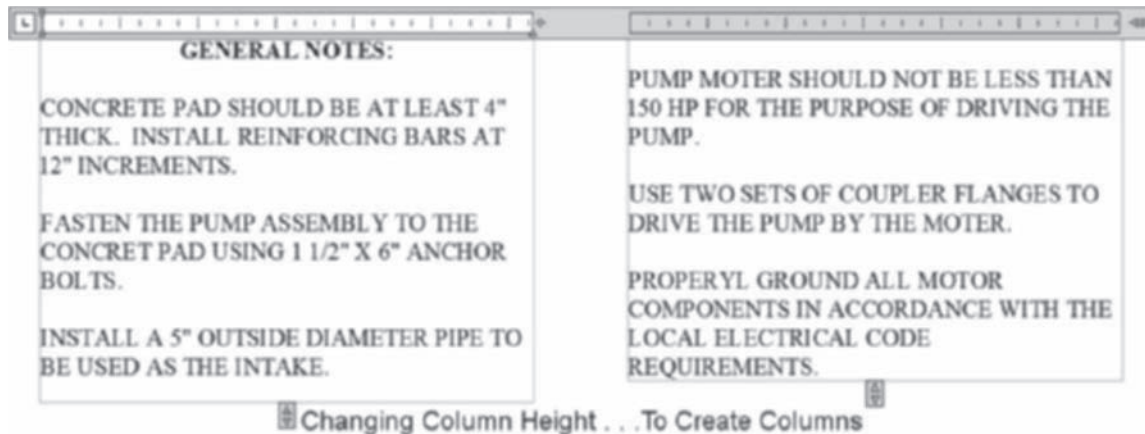 GENERAL NOTES:
CONCRETE PAD SHOULD BE AT LEAST 4"
THICK. INSTALL REINFORCING BARS AT
12" INCREMENTS.
FASTEN THE PUMP ASSEMBLY TO THE
CONCRET PAD USING 1 1/2" X 6" ANCHOR
BOLTS.
INSTALL A 5" OUTSIDE DIAMETER PIPE TO
BE USED AS THE INTAKE.
PUMP MOTER SHOULD NOT BE LESS THAN
150 HP FOR THE PURPOSE OF DRIVING THE
PUMP.
USE TWO SETS OF COUPLER FLANGES TO
DRIVE THE PUMP BY THE MOTER.
PROPERYL GROUND ALL MOTOR
COMPONENTS IN ACCORDANCE WITH THE
LOCAL ELECTRICAL CODE
REQUIREMENTS.
Changing Column Height . . .To Create Columns